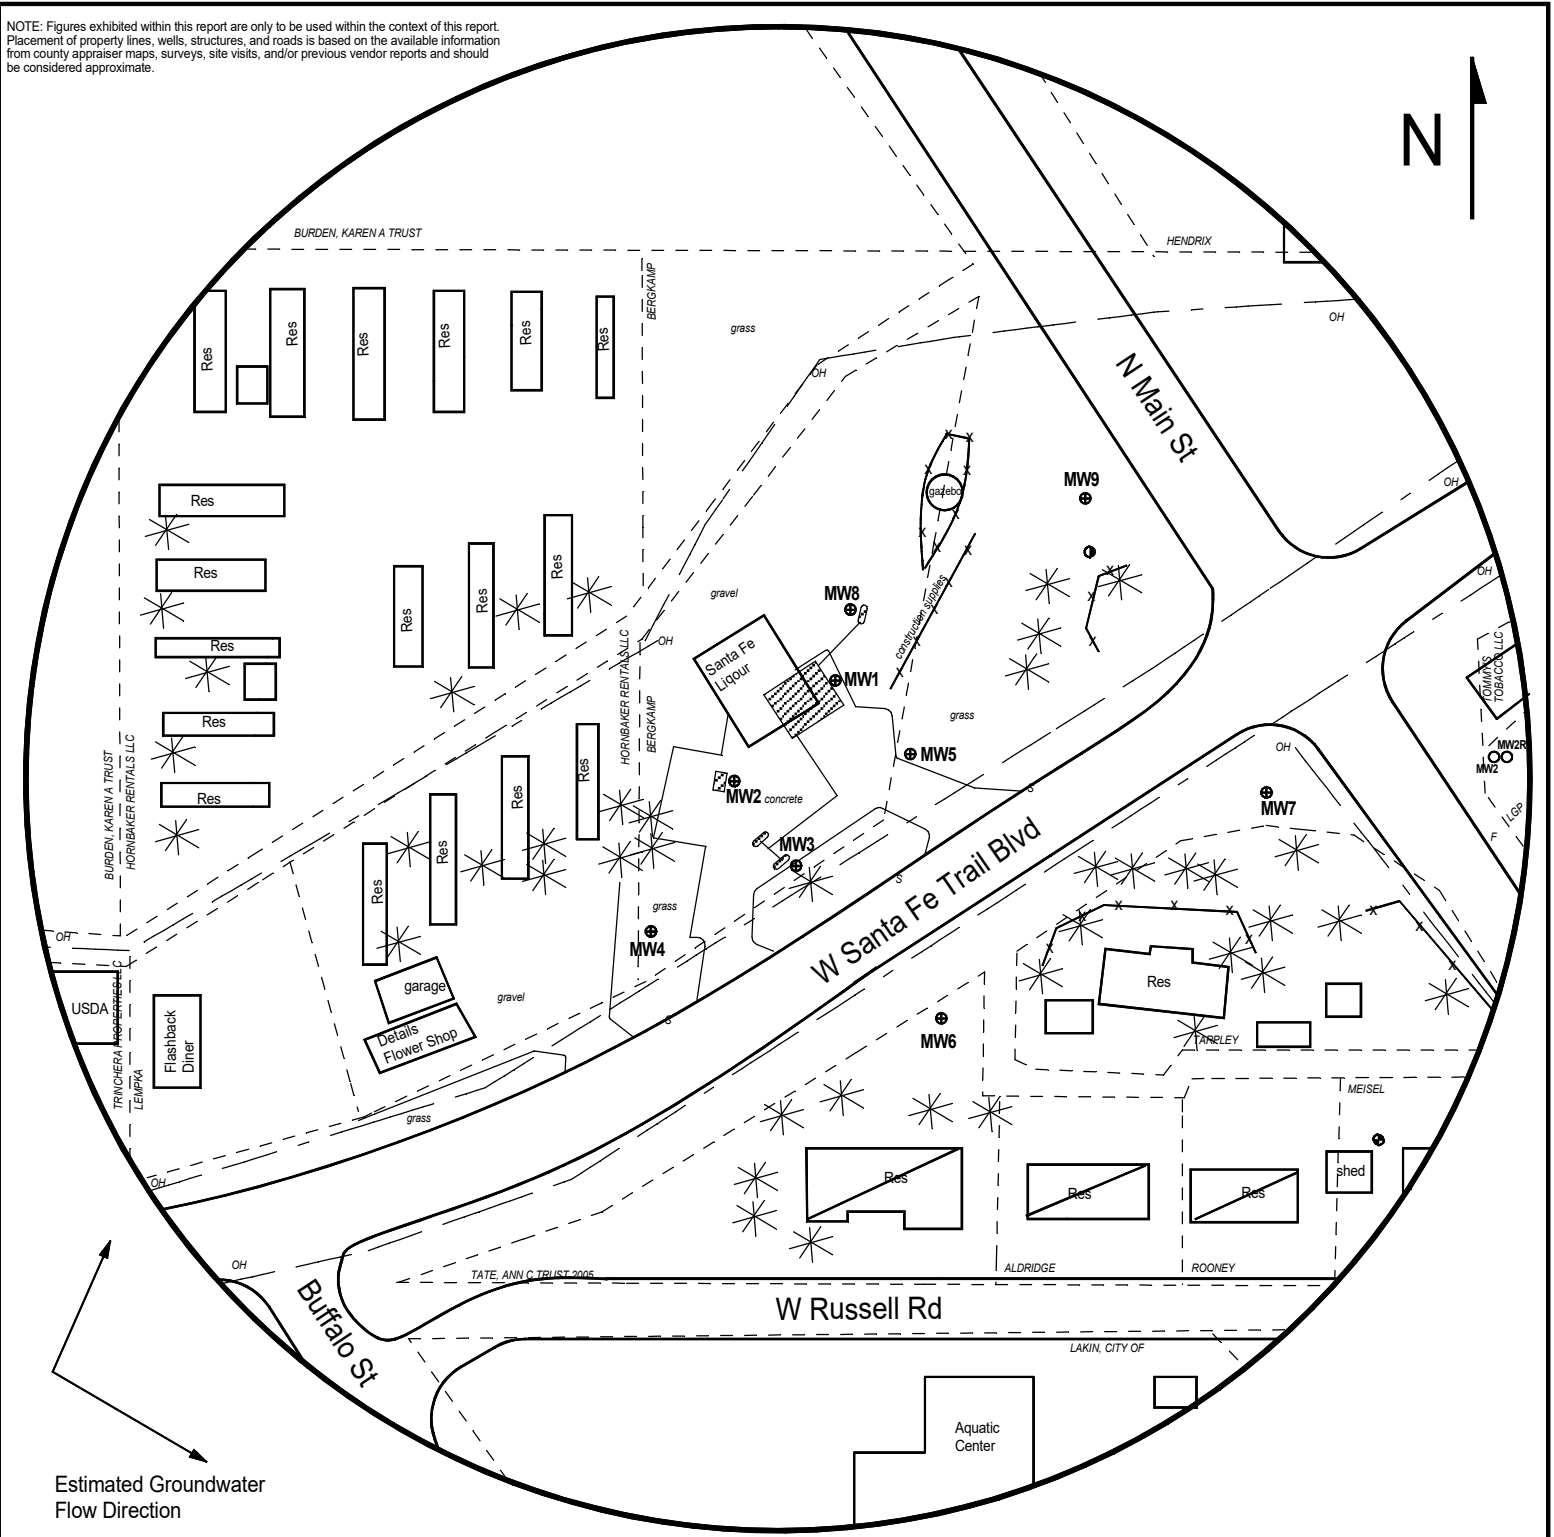 NOTE: Figures exhibited within this report are only to be used within the context of this report.
Placement of property lines, wells, structures, and roads is based on the available information
from county appraiser maps, surveys, site visits, and/or previous vendor reports and should
be considered approximate.
N
BURDEN, KAREN A TRUST
HENDRIX
BERGKAMP
Res
Res
Res
Res
Res
Res
grass
OH
OH
N Main St
gazebo
MW9
OH
Res
Res
Res
Res
Res
Res
Res
Res
gravel
MW8
construction supplies
OH
HORNBAKER RENTALS LLC
BERGKAMP
OH
Santa Fe
Liqour
MW1
TOMMY'S
TOBACCO LLC
grass
Res
Res
BURDEN, KAREN A TRUST
HORNBAKER RENTALS LLC
MW5
OH
MW2R
MW2
MW2
concrete
S
MW7
LGP
F
Res
Res
Res
Res
MW3
S
W Santa Fe Trail Blvd
grass
MW4
OH
USDA
TRINCHERA PROPERTIES LLC
LEMPKA
Flashback
Diner
garage
gravel
Details
Flower Shop
S
MW6
Res
TARPLEY
MEISEL
grass
OH
Res
Res
Res
shed
OH
TATE, ANN C TRUST 2005
ALDRIDGE
ROONEY
Buffalo St
W Russell Rd
LAKIN, CITY OF
Aquatic
Center
Estimated Groundwater
Flow Direction